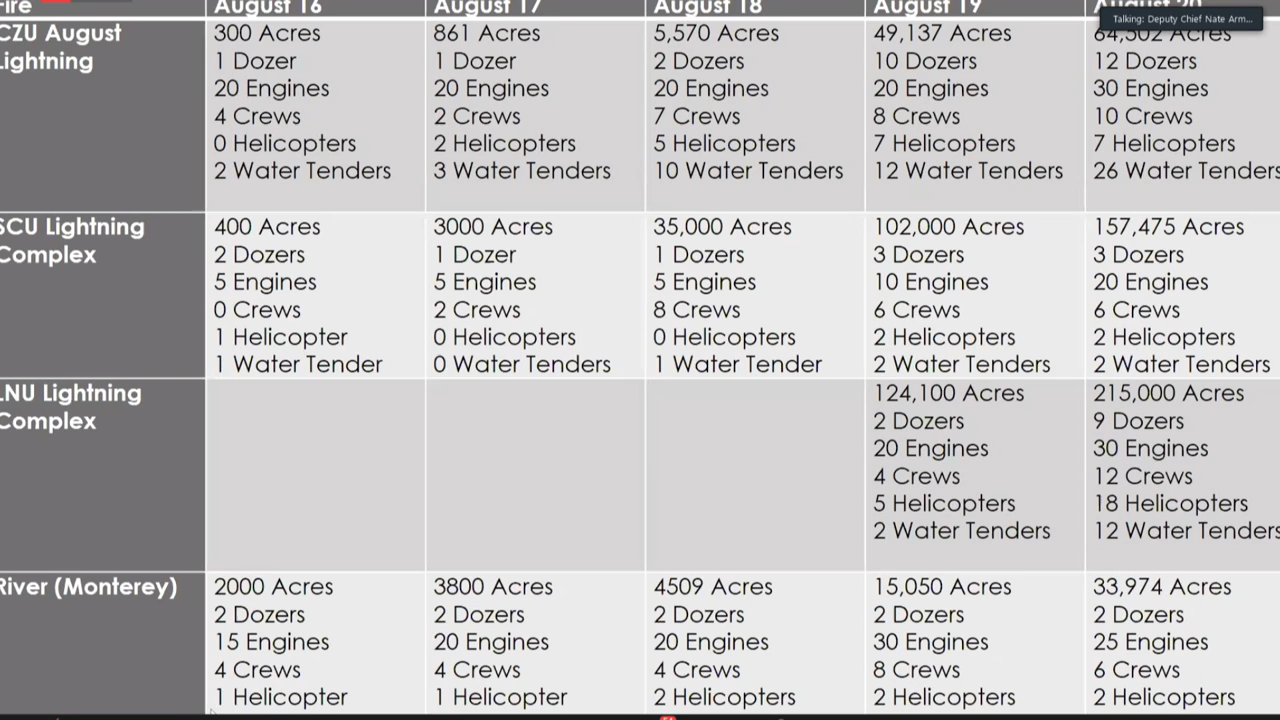 Fire
August 16
August 17
August 18
August 19
August 20
Talking: Deputy Chief Nate Arm...
CZU August
Lightning
300 Acres
1 Dozer
20 Engines
4 Crews
0 Helicopters
2 Water Tenders
861 Acres
1 Dozer
20 Engines
2 Crews
2 Helicopters
3 Water Tenders
5,570 Acres
2 Dozers
20 Engines
7 Crews
5 Helicopters
10 Water Tenders
49,137 Acres
10 Dozers
20 Engines
8 Crews
7 Helicopters
12 Water Tenders
64,502 Acres
12 Dozers
30 Engines
10 Crews
7 Helicopters
26 Water Tenders
SCU Lightning
Complex
400 Acres
2 Dozers
5 Engines
0 Crews
1 Helicopter
1 Water Tender
3000 Acres
1 Dozer
5 Engines
2 Crews
0 Helicopters
0 Water Tenders
35,000 Acres
1 Dozers
5 Engines
8 Crews
0 Helicopters
1 Water Tender
102,000 Acres
3 Dozers
10 Engines
6 Crews
2 Helicopters
2 Water Tenders
157,475 Acres
3 Dozers
20 Engines
6 Crews
2 Helicopters
2 Water Tenders
LNU Lightning
Complex
124,100 Acres
2 Dozers
20 Engines
4 Crews
5 Helicopters
2 Water Tenders
215,000 Acres
9 Dozers
30 Engines
12 Crews
18 Helicopters
12 Water Tenders
River (Monterey)
2000 Acres
2 Dozers
15 Engines
4 Crews
1 Helicopter
3800 Acres
2 Dozers
20 Engines
4 Crews
1 Helicopter
4509 Acres
2 Dozers
20 Engines
4 Crews
2 Helicopters
15,050 Acres
2 Dozers
30 Engines
8 Crews
2 Helicopters
33,974 Acres
2 Dozers
25 Engines
6 Crews
2 Helicopters